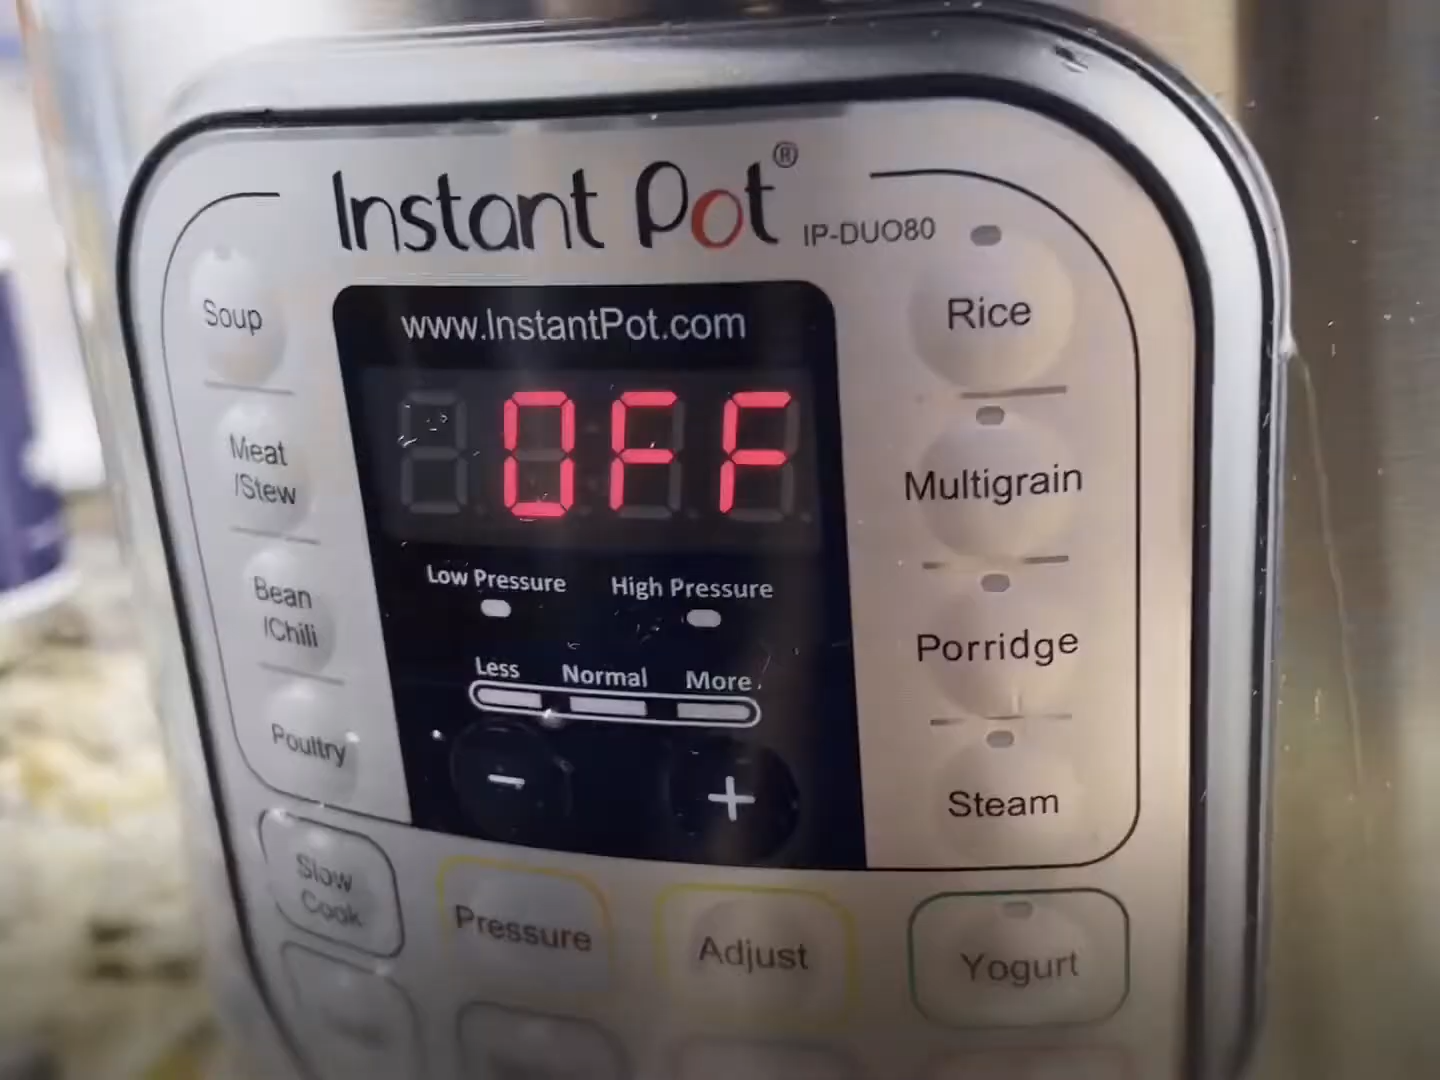 Instant Pot®
IP-DUO80
www.InstantPot.com
OFF
Low Pressure High Pressure
Less Normal More
- +
Soup
Meat
/Stew
Bean
/Chili
Poultry
Rice
Multigrain
Porridge
Steam
Slow
Cook
Pressure
Adjust
Yogurt